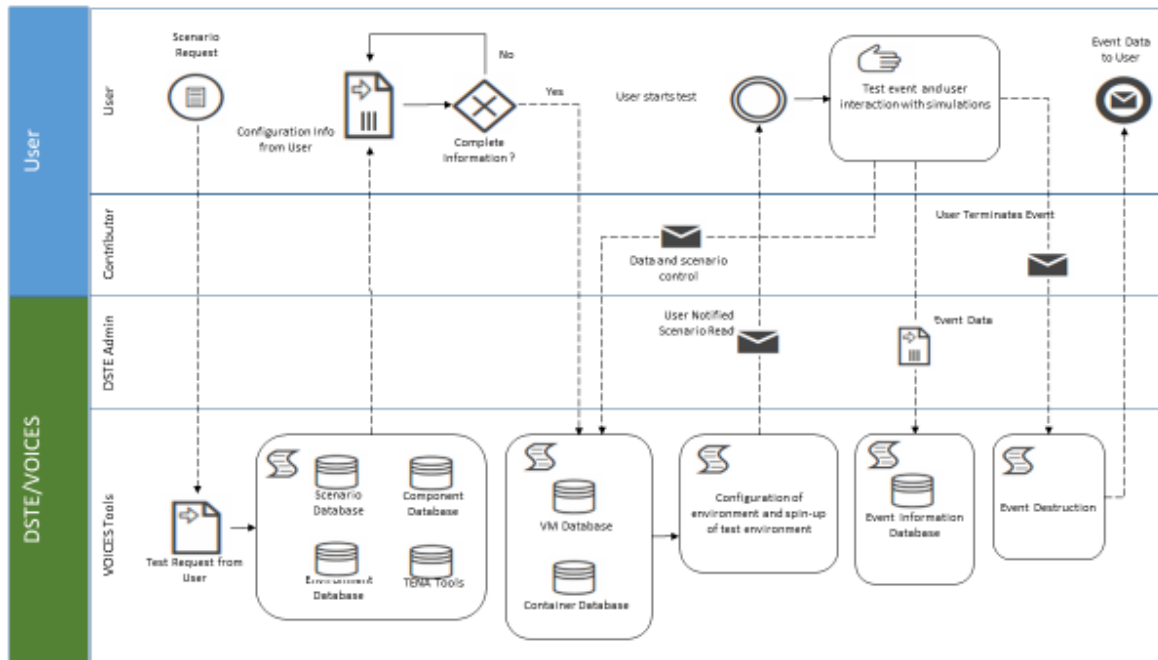 User
DSTE/VOICES
User
Contributor
DSTE Admin
VOICES Tools
Scenario
Request
Configuration Info
from User
No
Complete
Information ?
Yes
User starts test
Test event and user
interaction with simulations
Event Data
to User
Data and scenario
control
User Terminates Event
User Notified
Scenario Read
Event Data
Test Request from
User
Scenario
Database
Component
Database
Database
TENA Tools
VM Database
Container Database
Configuration of
environment and spin-up
of test environment
Event Information
Database
Event Destruction